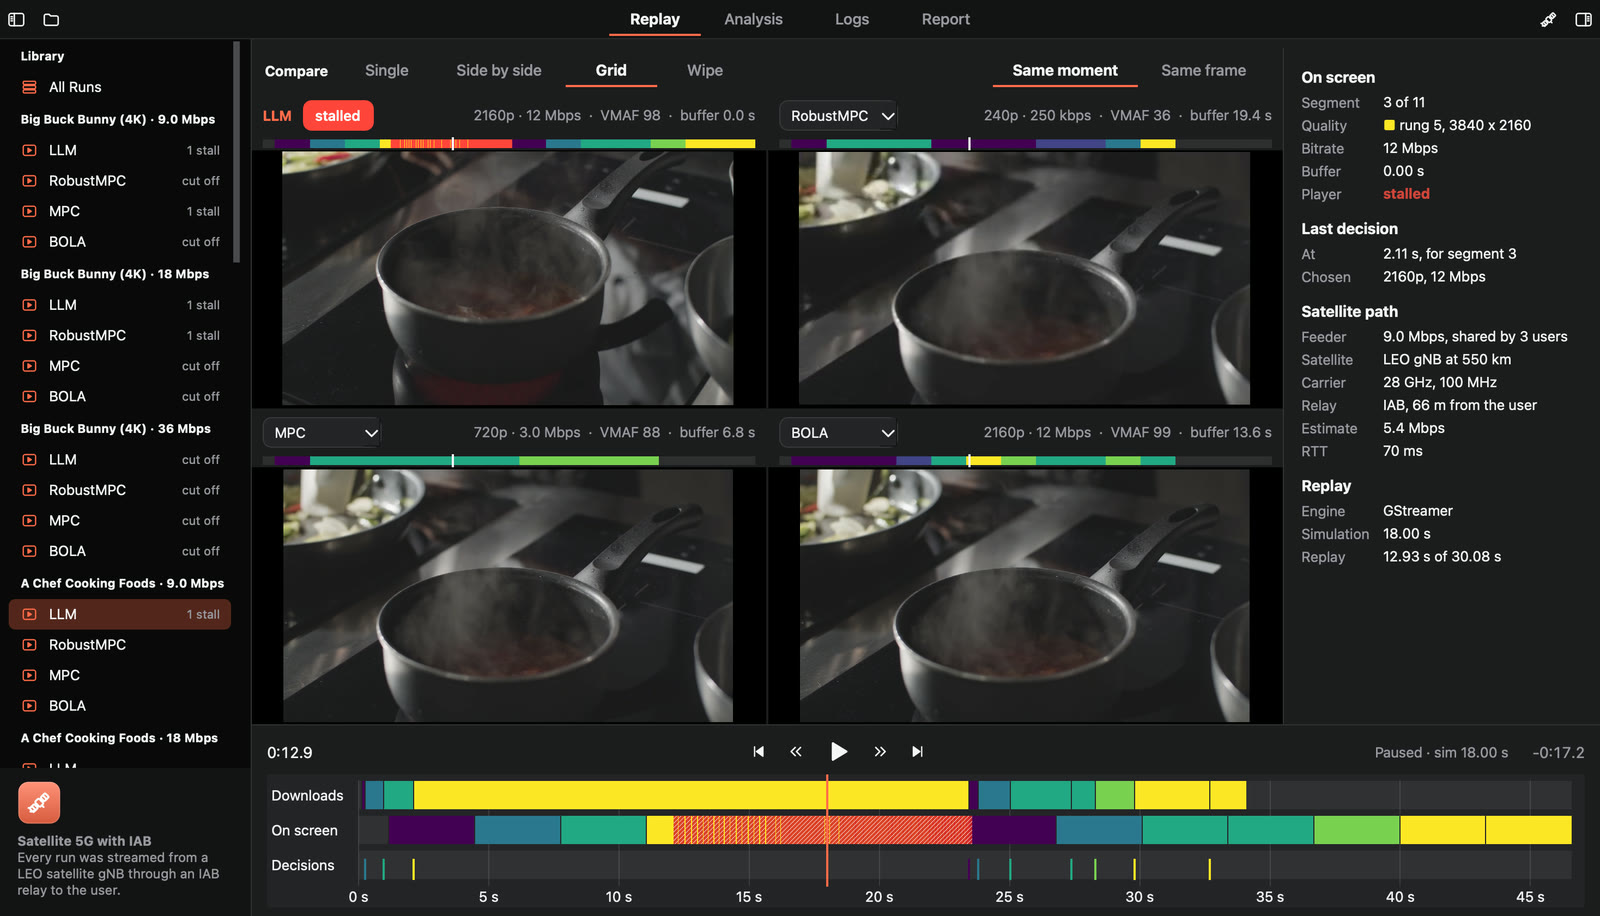 Replay
Analysis
Logs
Report
Library
All Runs
Big Buck Bunny (4K) · 9.0 Mbps
LLM 1 stall
RobustMPC cut off
MPC 1 stall
BOLA cut off
Big Buck Bunny (4K) · 18 Mbps
LLM 1 stall
RobustMPC 1 stall
MPC cut off
BOLA cut off
Big Buck Bunny (4K) · 36 Mbps
LLM cut off
RobustMPC cut off
MPC cut off
BOLA cut off
A Chef Cooking Foods · 9.0 Mbps
LLM 1 stall
RobustMPC
MPC
BOLA
A Chef Cooking Foods · 18 Mbps
LLM
Satellite 5G with IAB
Every run was streamed from a
LEO satellite gNB through an IAB
relay to the user.
Compare Single Side by side Grid Wipe Same moment Same frame
LLM stalled 2160p · 12 Mbps · VMAF 98 · buffer 0.0 s
RobustMPC 240p · 250 kbps · VMAF 36 · buffer 19.4 s
MPC 720p · 3.0 Mbps · VMAF 88 · buffer 6.8 s
BOLA 2160p · 12 Mbps · VMAF 99 · buffer 13.6 s
On screen
Segment 3 of 11
Quality rung 5, 3840 x 2160
Bitrate 12 Mbps
Buffer 0.00 s
Player stalled
Last decision
At 2.11 s, for segment 3
Chosen 2160p, 12 Mbps
Satellite path
Feeder 9.0 Mbps, shared by 3 users
Satellite LEO gNB at 550 km
Carrier 28 GHz, 100 MHz
Relay IAB, 66 m from the user
Estimate 5.4 Mbps
RTT 70 ms
Replay
Engine GStreamer
Simulation 18.00 s
Replay 12.93 s of 30.08 s
0:12.9
Paused · sim 18.00 s -0:17.2
Downloads
On screen
Decisions
0 s 5 s 10 s 15 s 20 s 25 s 30 s 35 s 40 s 45 s